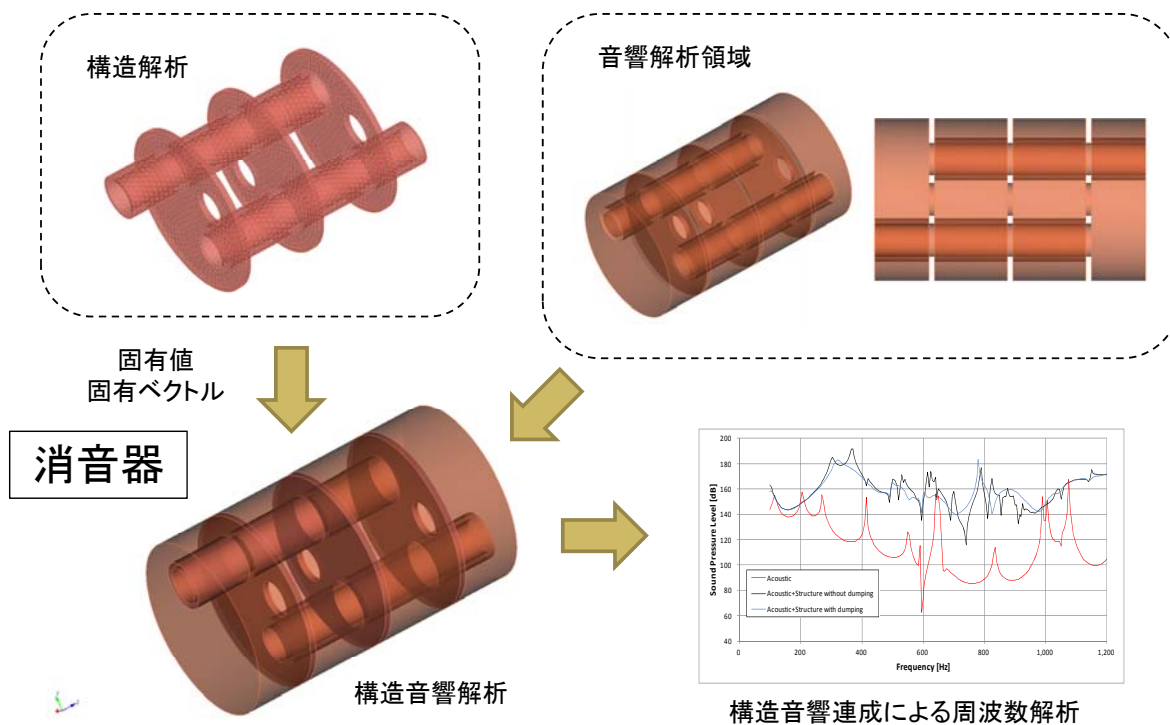 構造解析
音響解析領域
固有値
固有ベクトル
消音器
構造音響解析
200
180
160
140
120
100
80
60
40
Sound Pressure Level [dB]
Acoustic
Acoustic+Structure without dumping
Acoustic+Structure with dumping
0
200
400
600
800
1,000
1,200
Frequency [Hz]
構造音響連成による周波数解析